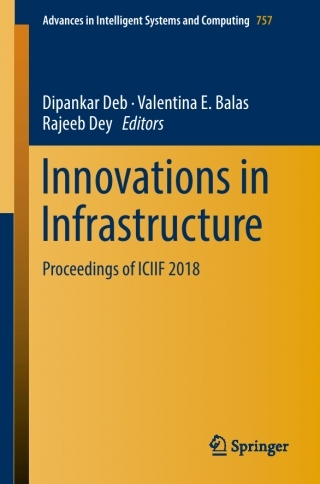 Advances in Intelligent Systems and Computing 757
Dipankar Deb · Valentina E. Balas
Rajeeb Dey Editors
Innovations in
Infrastructure
Proceedings of ICIIF 2018
Springer